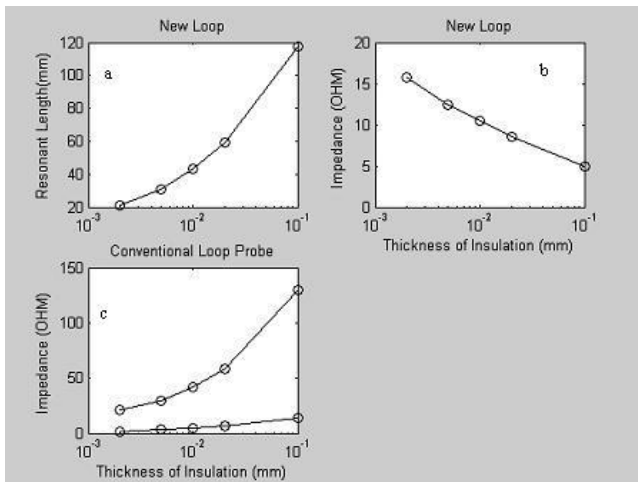 New Loop
a
Resonant Length(mm)
120
100
80
60
40
20
10-3
10-2
10-1
New Loop
b
Impedance (OHM)
20
15
10
5
0
10-3
10-2
10-1
Thickness of Insulation (mm)
Conventional Loop Probe
c
Impedance (OHM)
150
100
50
0
10-3
10-2
10-1
Thickness of Insulation (mm)